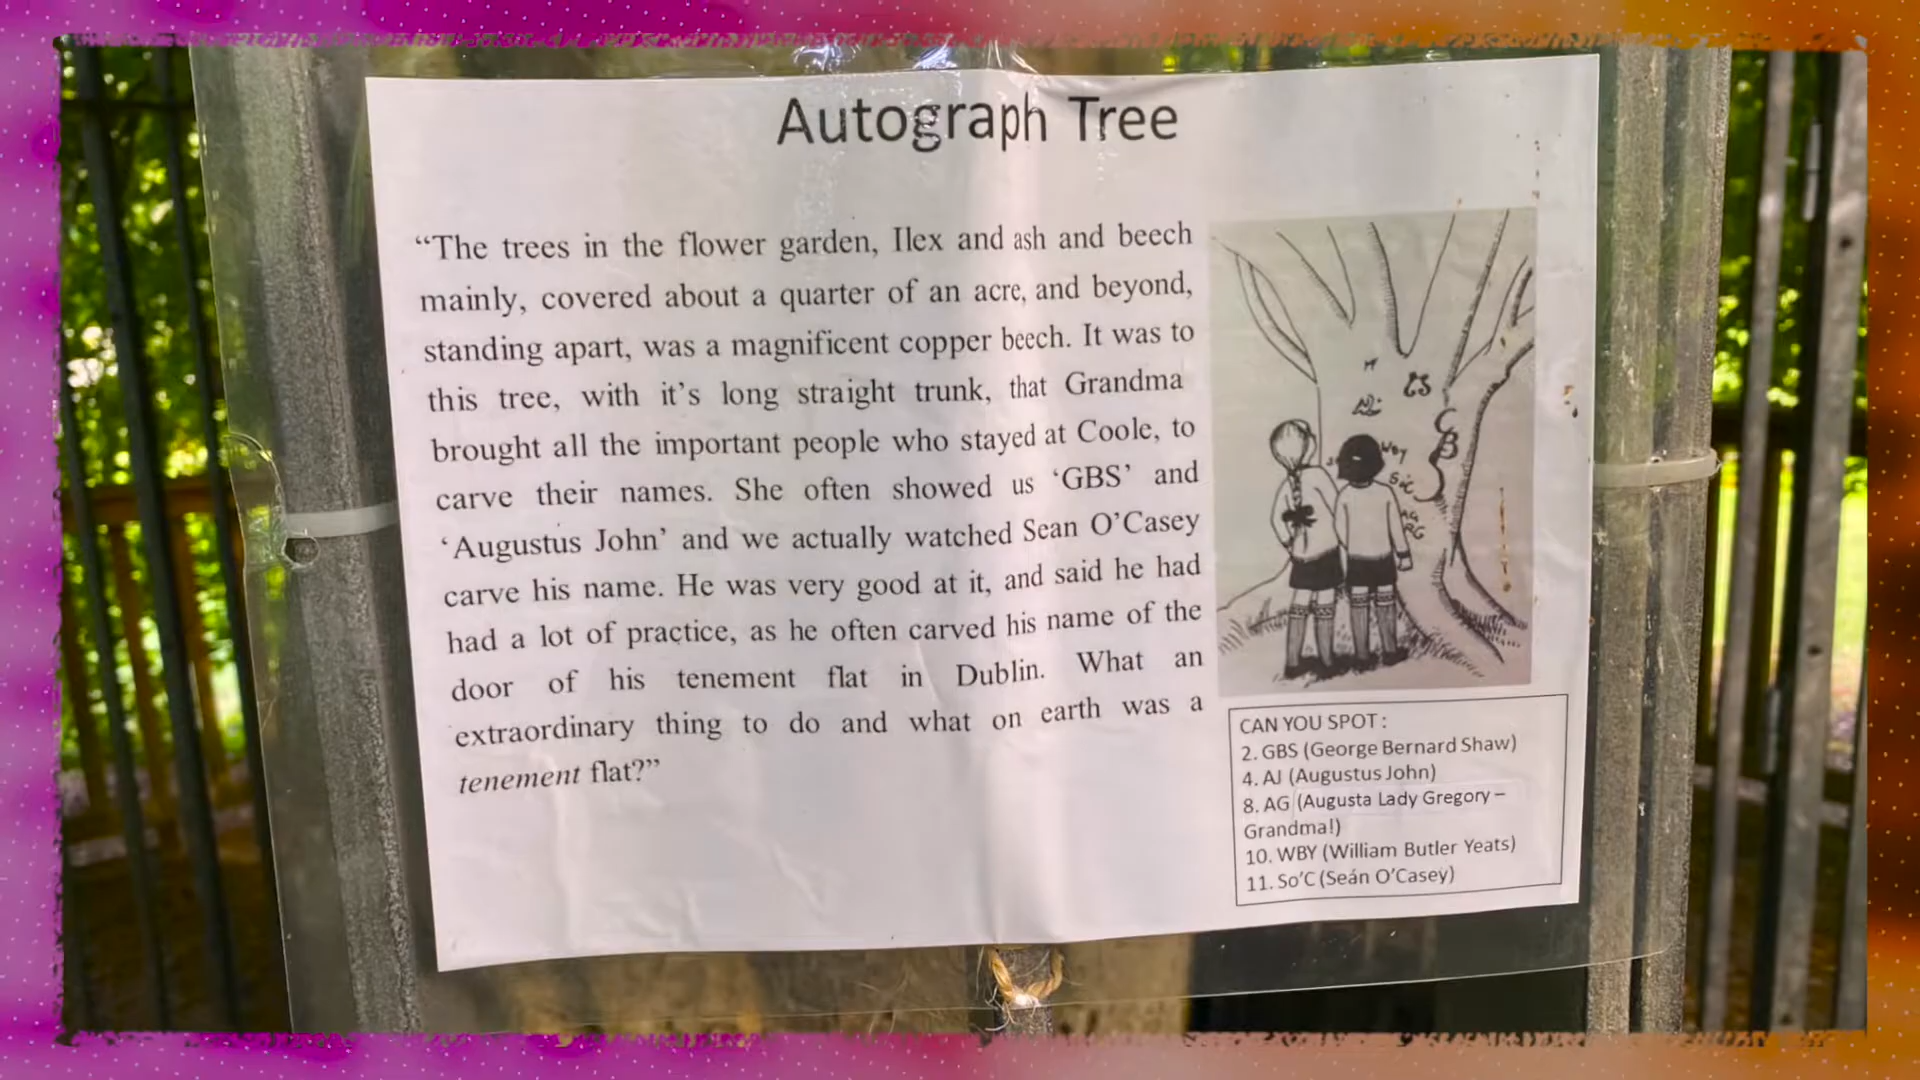 Autograph Tree
“The trees in the flower garden, Ilex and ash and beech
mainly, covered about a quarter of an acre, and beyond,
standing apart, was a magnificent copper beech. It was to
this tree, with it’s long straight trunk, that Grandma
brought all the important people who stayed at Coole, to
carve their names. She often showed us ‘GBS’ and
‘Augustus John’ and we actually watched Sean O’Casey
carve his name. He was very good at it, and said he had
had a lot of practice, as he often carved his name of the
door of his tenement flat in Dublin. What an
extraordinary thing to do and what on earth was a
tenement flat?”
WBY
AG
CAN YOU SPOT :
2. GBS (George Bernard Shaw)
4. AJ (Augustus John)
8. AG (Augusta Lady Gregory –
Grandma!)
10. WBY (William Butler Yeats)
11. So’C (Seán O’Casey)